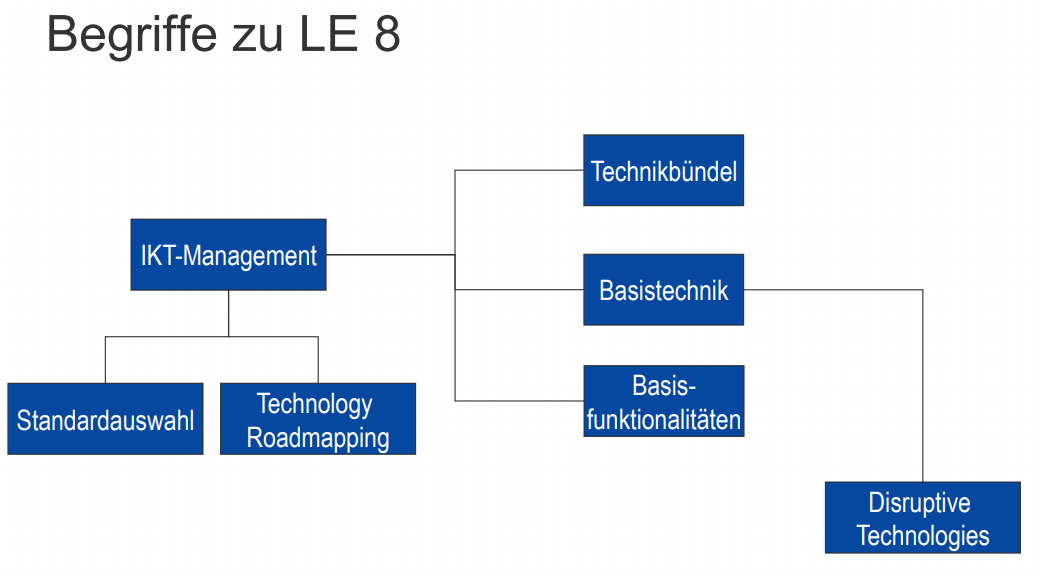 Begriffe zu LE 8
Technikbündel
IKT-Management
Basistechnik
Basis-
funktionalitäten
Standardauswahl
Technology
Roadmapping
Disruptive
Technologies